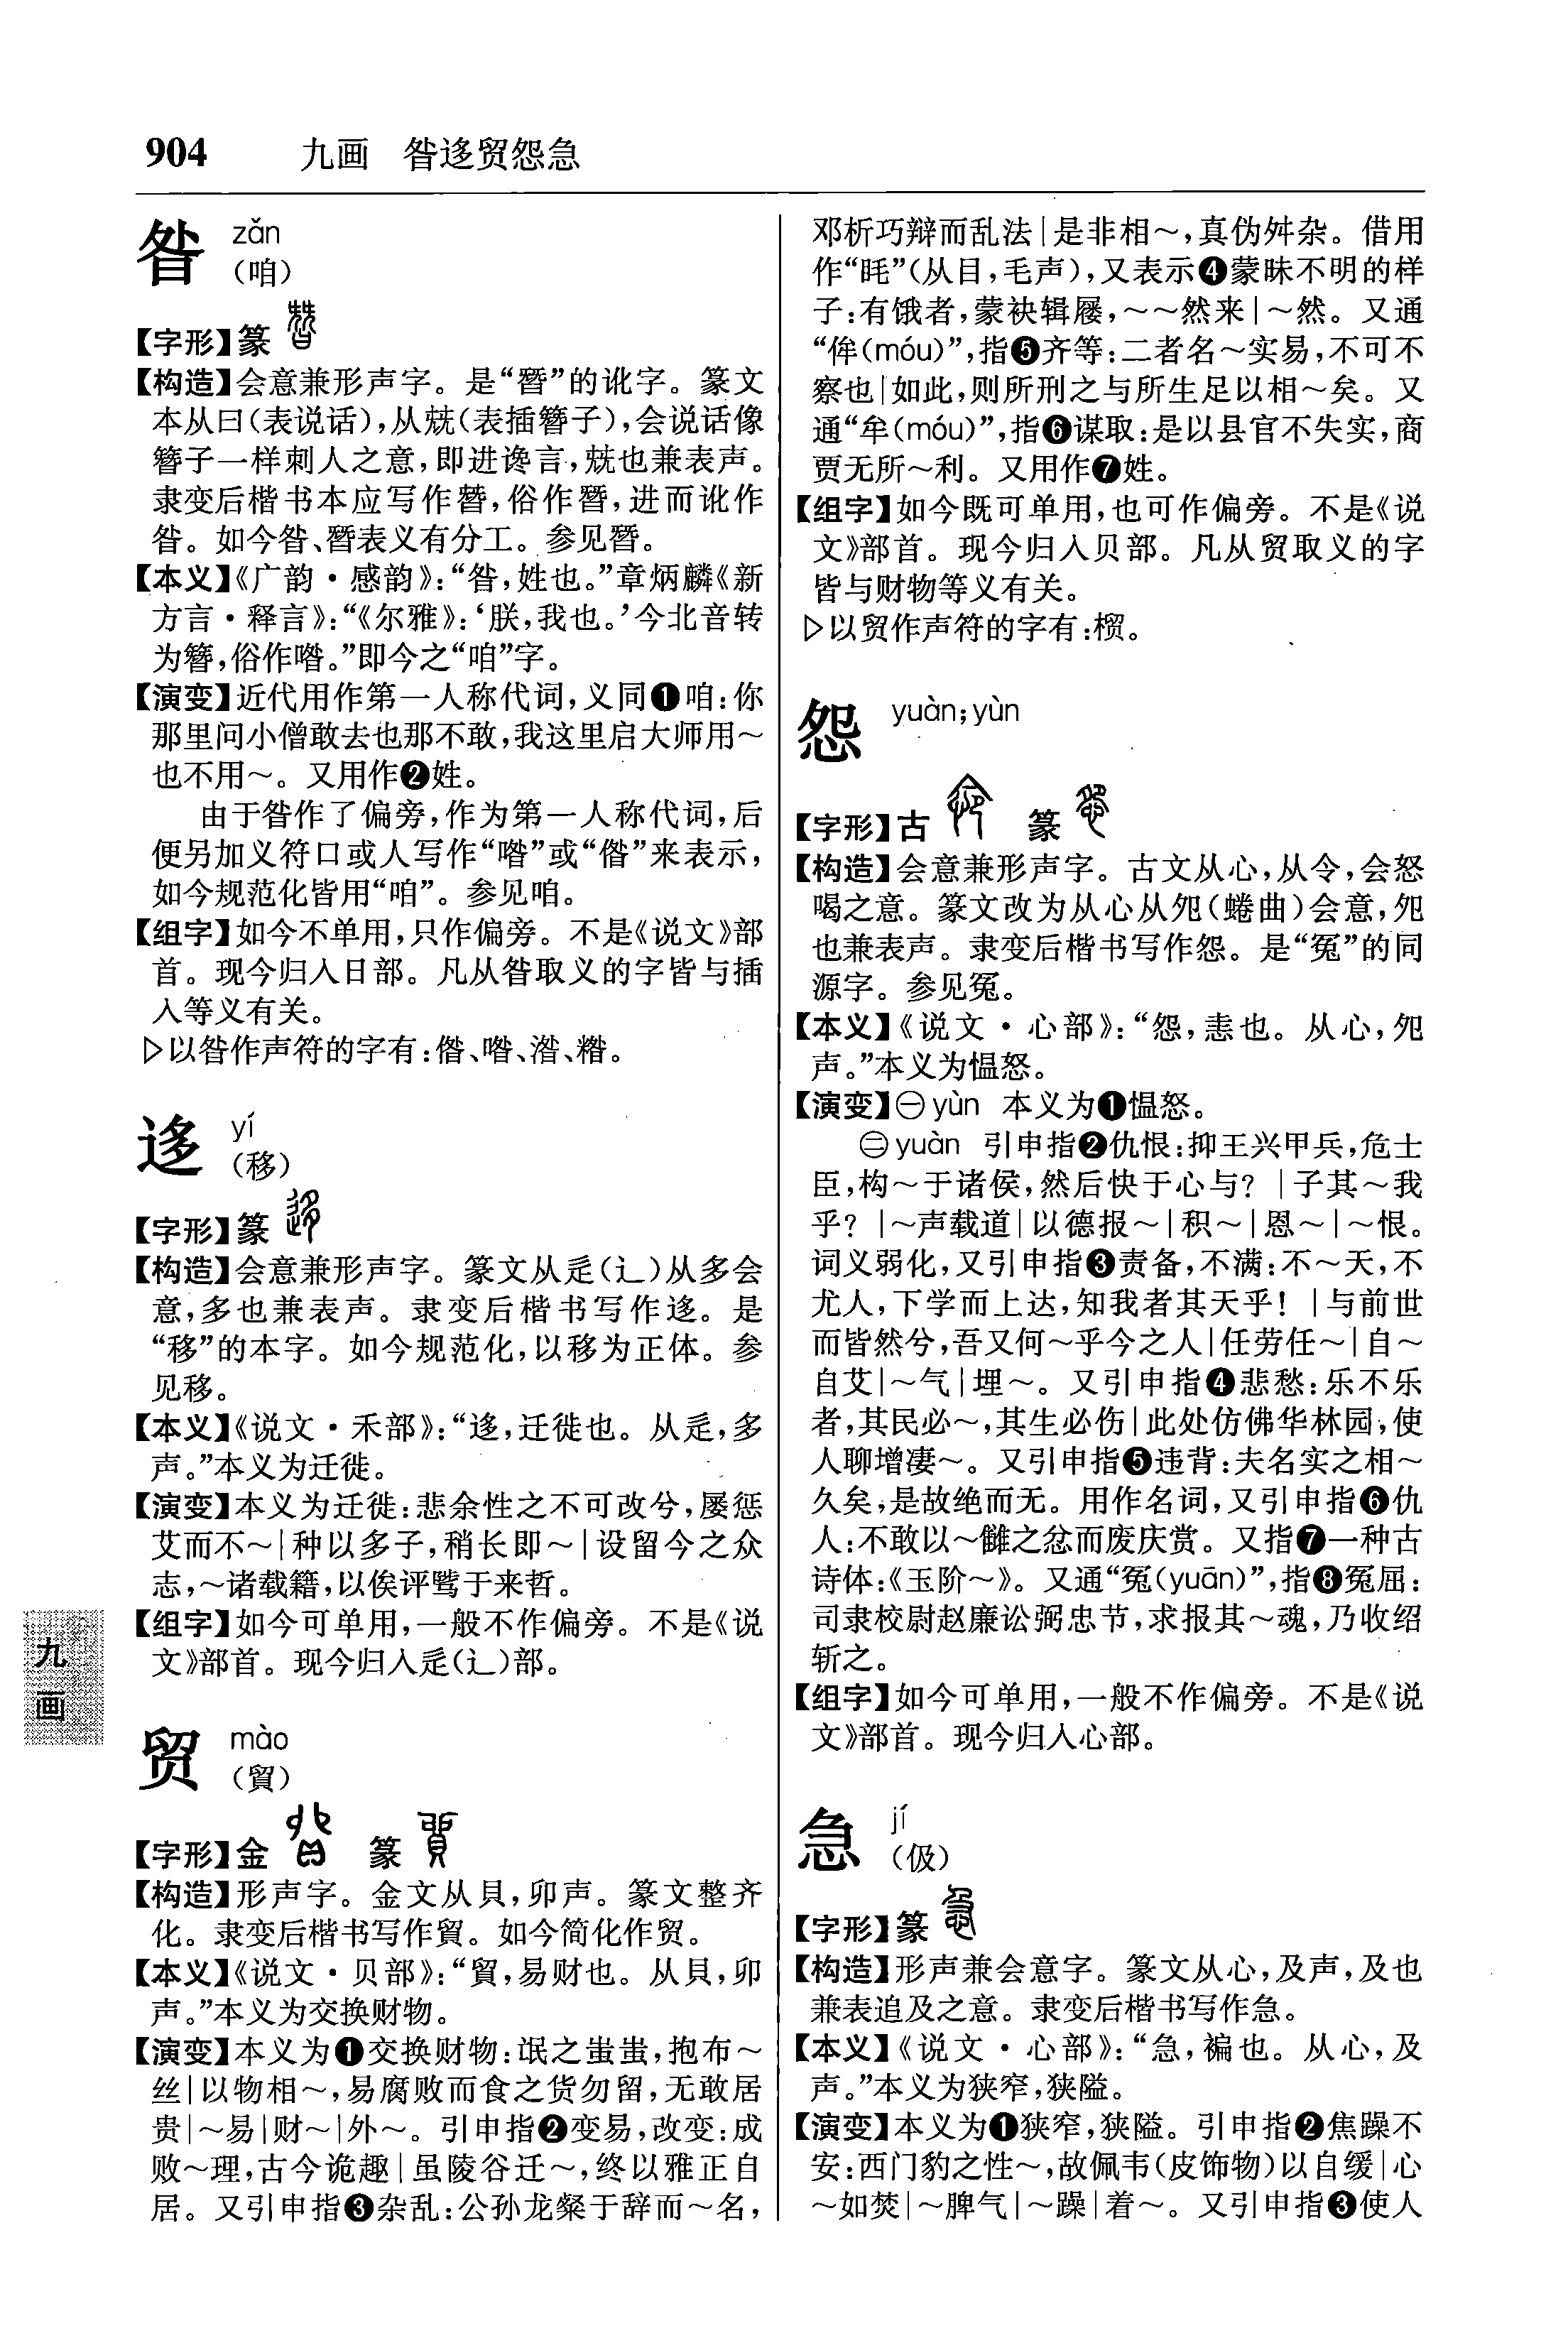 904 九画 昝迻贸怨急
昝 zǎn
(咱)
【字形】篆
【构造】会意兼形声字。是“朁”的讹字。篆文
本从曰(表说话),从兓(表插簪子),会说话像
簪子一样刺人之意,即进谗言,兓也兼表声。
隶变后楷书本应写作朁,俗作暜,进而讹作
昝。如今昝、朁表义有分工。参见朁。
【本义】《广韵·感韵》:“昝,姓也。”章炳麟《新
方言·释言》:“《尔雅》:‘朕,我也。’今北音转
为簪,俗作喒。”即今之“咱”字。
【演变】近代用作第一人称代词,义同❶咱:你
那里问小僧敢去也那不敢,我这里启大师用~
也不用~。又用作❷姓。
由于昝作了偏旁,作为第一人称代词,后
便另加义符口或人写作“喒”或“偺”来表示,
如今规范化皆用“咱”。参见咱。
【组字】如今不单用,只作偏旁。不是《说文》部
首。现今归入日部。凡从昝取义的字皆与插
入等义有关。
▷以昝作声符的字有:偺、喒、揝、糌。
迻 yí
(移)
【字形】篆
【构造】会意兼形声字。篆文从辵(辶)从多会
意,多也兼表声。隶变后楷书写作迻。是
“移”的本字。如今规范化,以移为正体。参
见移。
【本义】《说文·禾部》:“迻,迁徙也。从辵,多
声。”本义为迁徙。
【演变】本义为迁徙:悲余性之不可改兮,屡惩
艾而不~|种以多子,稍长即~|设留今之众
志,~诸载籍,以俟评骘于来哲。
【组字】如今可单用,一般不作偏旁。不是《说
文》部首。现今归入辵(辶)部。
九
画
贸 mào
(貿)
【字形】金 篆
【构造】形声字。金文从貝,卯声。篆文整齐
化。隶变后楷书写作貿。如今简化作贸。
【本义】《说文·贝部》:“貿,易财也。从貝,卯
声。”本义为交换财物。
【演变】本义为❶交换财物:氓之蚩蚩,抱布~
丝|以物相~,易腐败而食之货勿留,无敢居
贵|~易|财~|外~。引申指❷变易,改变:成
败~理,古今诡趣|虽陵谷迁~,终以雅正自
居。又引申指❸杂乱:公孙龙粲于辞而~名,
邓析巧辩而乱法|是非相~,真伪舛杂。借用
作“眊”(从目,毛声),又表示❹蒙昧不明的样
子:有饿者,蒙袂辑屦,~~然来|~然。又通
“侔(móu)”,指❺齐等:二者名~实易,不可不
察也|如此,则所刑之与所生足以相~矣。又
通“牟(móu)”,指❻谋取:是以县官不失实,商
贾无所~利。又用作❼姓。
【组字】如今既可单用,也可作偏旁。不是《说
文》部首。现今归入贝部。凡从贸取义的字
皆与财物等义有关。
▷以贸作声符的字有:㮘。
怨 yuàn;yùn
【字形】古 篆
【构造】会意兼形声字。古文从心,从令,会怒
喝之意。篆文改为从心从夗(蜷曲)会意,夗
也兼表声。隶变后楷书写作怨。是“冤”的同
源字。参见冤。
【本义】《说文·心部》:“怨,恚也。从心,夗
声。”本义为愠怒。
【演变】㊀yùn 本义为❶愠怒。
㊁yuàn 引申指❷仇恨:抑王兴甲兵,危士
臣,构~于诸侯,然后快于心与?|子其~我
乎?|~声载道|以德报~|积~|恩~|~恨。
词义弱化,又引申指❸责备,不满:不~天,不
尤人,下学而上达,知我者其天乎!|与前世
而皆然兮,吾又何~乎今之人|任劳任~|自~
自艾|~气|埋~。又引申指❹悲愁:乐不乐
者,其民必~,其生必伤|此处仿佛华林园,使
人聊增凄~。又引申指❺违背:夫名实之相~
久矣,是故绝而无。用作名词,又引申指❻仇
人:不敢以~雠之忿而废庆赏。又指❼一种古
诗体:《玉阶~》。又通“冤(yuān)”,指❽冤屈:
司隶校尉赵廉讼弼忠节,求报其~魂,乃收绍
斩之。
【组字】如今可单用,一般不作偏旁。不是《说
文》部首。现今归入心部。
急 jí
(伋)
【字形】篆
【构造】形声兼会意字。篆文从心,及声,及也
兼表追及之意。隶变后楷书写作急。
【本义】《说文·心部》:“急,褊也。从心,及
声。”本义为狭窄,狭隘。
【演变】本义为❶狭窄,狭隘。引申指❷焦躁不
安:西门豹之性~,故佩韦(皮饰物)以自缓|心
~如焚|~脾气|~躁|着~。又引申指❸使人